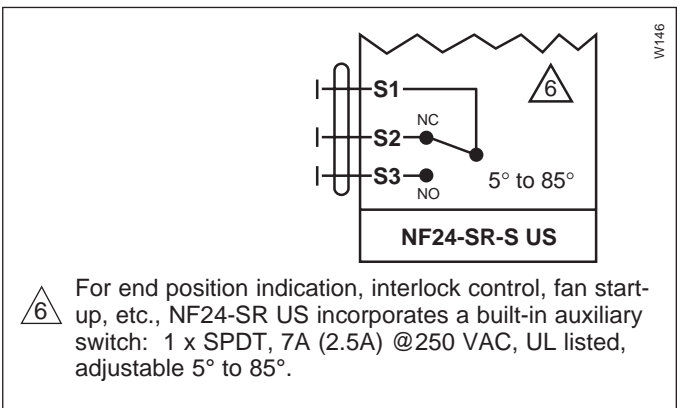 W146
S1
6
NC
S2
S3
5° to 85°
NO
NF24-SR-S US
6
For end position indication, interlock control, fan start-
up, etc., NF24-SR US incorporates a built-in auxiliary
switch: 1 x SPDT, 7A (2.5A) @250 VAC, UL listed,
adjustable 5° to 85°.